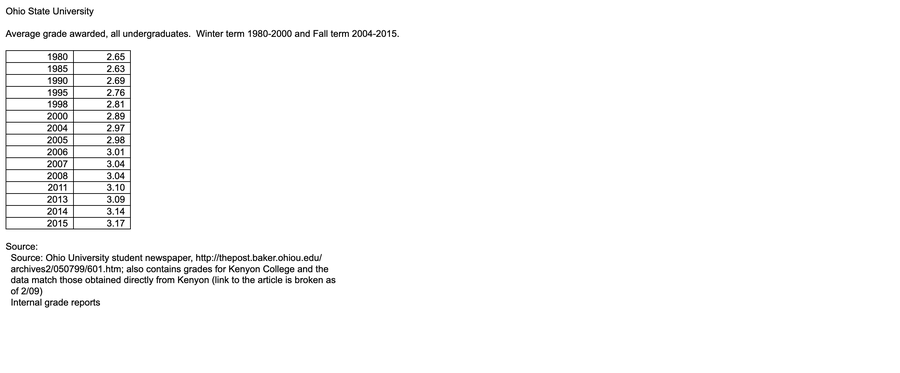 Ohio State University
Average grade awarded, all undergraduates.  Winter term 1980-2000 and Fall term 2004-2015.
1980 2.65
1985 2.63
1990 2.69
1995 2.76
1998 2.81
2000 2.89
2004 2.97
2005 2.98
2006 3.01
2007 3.04
2008 3.04
2011 3.10
2013 3.09
2014 3.14
2015 3.17
Source:
Source: Ohio University student newspaper, http://thepost.baker.ohiou.edu/
archives2/050799/601.htm; also contains grades for Kenyon College and the
data match those obtained directly from Kenyon (link to the article is broken as
of 2/09)
Internal grade reports